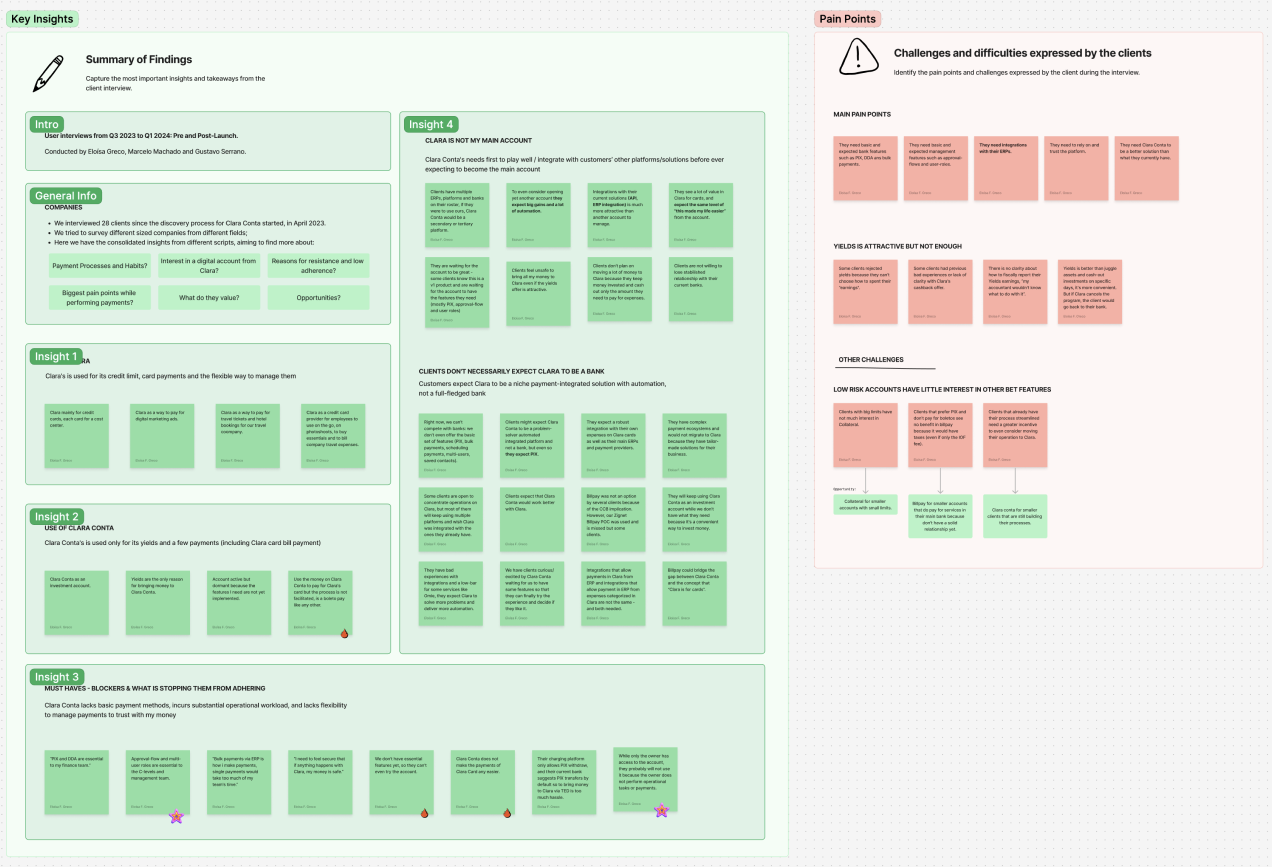 Key Insights
Summary of Findings
Capture the most important insights and takeaways from the
client interview.
Intro
User interviews from Q3 2023 to Q1 2024: Pre and Post-Launch.
Conducted by Eloísa Greco, Marcelo Machado and Gustavo Serrano.
General Info
COMPANIES
We interviewed 28 clients since the discovery process for Clara Conta started, in April 2023.
We tried to survey different sized companies from different fields;
Here we have the consolidated insights from different scripts, aiming to find more about:
Payment Processes and Habits?
Interest in a digital account from
Clara?
Reasons for resistance and low
adherence?
Biggest pain points while
performing payments?
What do they value?
Opportunities?
Insight 1
RA
Clara's is used for its credit limit, card payments and the flexible way to manage them
Clara mainly for credit
cards, each card for a cost
center.
Clara as a way to pay for
digital marketing ads.
Clara as a way to pay for
travel tickets and hotel
bookings for our travel
company.
Clara as a credit card
provider for employees to
use on the go, on
photoshoots, to buy
essentials and to bill
company travel expenses.
Insight 2
USE OF CLARA CONTA
Clara Conta's is used only for its yields and a few payments (including Clara card bill payment)
Clara Conta as an
investment account.
Yields are the only reason
for bringing money to
Clara Conta.
Account active but
dormant because the
features I need are not yet
implemented.
Use the money on Clara
Conta to pay for Clara's
card but the process is not
facilitated, is a boleto pay
like any other.
Insight 3
MUST HAVES - BLOCKERS & WHAT IS STOPPING THEM FROM ADHERING
Clara Conta lacks basic payment methods, incurs substantial operational workload, and lacks flexibility
to manage payments to trust with my money
"PIX and DDA are essential
to my finance team."
Approval-flow and multi-
user roles are essential to
the C-levels and
management team.
"Bulk payments via ERP is
how I make payments,
single payments would
take too much of my
team's time."
"I need to feel secure that
if anything happens with
Clara, my money is safe."
We don't have essential
features yet, so they can't
even try the account.
Clara Conta does not
make the payments of
Clara Card any easier.
Their charging platform
only allows PIX withdraw,
and their current bank
suggests PIX transfers by
default so to bring money
to Clara via TED is too
much hassle.
While only the owner has
access to the account,
they probably will not use
it because the owner does
not perform operational
tasks or payments.
Insight 4
CLARA IS NOT MY MAIN ACCOUNT
Clara Conta's needs first to play well / integrate with customers' other platforms/solutions before ever
expecting to become the main account
Clients have multiple
ERPs, platforms and banks
on their roster, if they
were to use ours, Clara
Conta would be a
secondary or tertiary
platform.
To even consider opening
yet another account they
expect big gains and a lot
of automation.
Integrations with their
current solutions (API,
ERP integration) is much
more attractive than
another account to
manage.
They see a lot of value in
Clara for cards, and
expect the same level of
"this made my life easier"
from the account.
They are waiting for the
account to be great -
some clients know this is a
v1 product and are waiting
for the account to have
the features they need
(mostly PIX, approval-flow
and user roles)
Clients feel unsafe to
bring all my money to
Clara even if the yields
offer is attractive.
Clients don't plan on
moving a lot of money to
Clara because they keep
money invested and cash
out only the amount they
need to pay for expenses.
Clients are not willing to
lose stablished
relationship with their
current banks.
CLIENTS DON'T NECESSARILY EXPECT CLARA TO BE A BANK
Customers expect Clara to be a niche payment-integrated solution with automation,
not a full-fledged bank
Right now, we can't
compete with banks: we
don't even offer the basic
set of features (PIX, bulk
payments, scheduling
payments, multi-users,
saved contacts).
Clients might expect Clara
to be a problem-
solver automated
integrated platform and
not a bank, but even so
they expect PIX.
They expect a robust
integration with their own
expenses on Clara cards
as well as their main ERPs
and payment providers.
They have complex
payment ecosystems and
would not migrate to Clara
because they have tailor-
made solutions for their
business.
Some clients are open to
concentrate operations on
Clara, but most of them
will keep using multiple
platforms and wish Clara
was integrated with the
ones they already have.
Clients expect that Clara
Conta would work better
with Clara.
Billpay was not an option
by several clients because
of the CCB implication.
However, our Zigner
Billpay POC was used and
is missed but some
clients.
They will keep using Clara
Conta as an investment
account while we don't
have what they need
because it's a convenient
way to invest money.
They have bad
experiences with
integrations and a low-bar
for some services like
Omie, they expect Clara to
solve more problems and
deliver more automation.
We have clients curious/
excited by Clara Conta
waiting for us to have
some features so that
they can finally try the
experience and decide if
they like it.
Integrations that allow
payments in Clara from
ERP and integrations that
allow payment in ERP from
expenses categorised in
Clara are not the same -
and both needed.
Billpay could bridge the
gap between Clara Conta
and the concept that
"Clara is for cards".
Pain Points
Challenges and difficulties expressed by the clients
Identify the pain points and challenges expressed by the client during the interview.
MAIN PAIN POINTS
They need basic and
expected bank features
such as PIX, DDA and bulk
payments.
They need basic and
expected management
features such as approval-
flows and user-roles.
They need integrations
with their ERPs.
They need to rely on and
trust the platform.
They need Clara Conta to
be a better solution than
what they currently have.
YIELDS IS ATTRACTIVE BUT NOT ENOUGH
Some clients rejected
yields because they can't
choose how to spent their
"earnings".
Some clients had previous
bad experiences or lack of
clarity with Clara's
cashback offer.
There is no clarity about
how to fiscally report their
Yields earnings, "my
accountant wouldn't know
what to do with it".
Yields is better than juggle
assets and cash-out
investments on specific
days, it's more convenient.
But if Clara cancels the
program, the client would
go back to their bank.
OTHER CHALLENGES
LOW RISK ACCOUNTS HAVE LITTLE INTEREST IN OTHER BET FEATURES
Clients with big limits have
not much interest in
Collateral.
Clients that prefer PIX and
don't pay for boletos see
no benefit in billpay
because it would have
taxes (even if only the IOF
fee).
Clients that already have
their process streamlined
need a greater incentive
to even consider moving
their operation to Clara.
Opportunity:
Collateral for smaller
accounts with small limits.
Billpay for smaller accounts
that do pay for services in
their main bank because
don't have a solid
relationship yet.
Clara conta for smaller
clients that are still building
their processes.